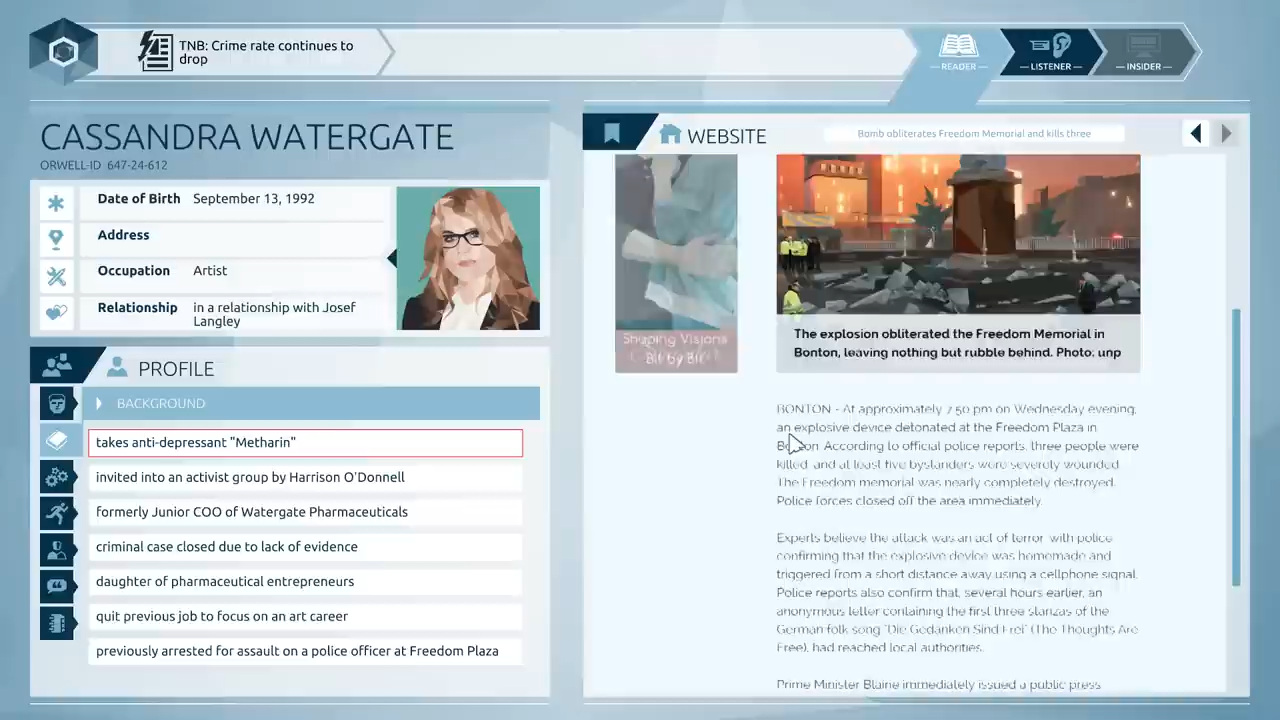 TNB: Crime rate continues to
drop
READER
LISTENER
INSIDER
CASSANDRA WATERGATE
ORWELL-ID 647-24-612
Date of Birth September 13, 1992
Address
Occupation Artist
Relationship in a relationship with Josef
Langley
PROFILE
BACKGROUND
takes anti-depressant "Metharin"
invited into an activist group by Harrison O'Donnell
formerly Junior COO of Watergate Pharmaceuticals
criminal case closed due to lack of evidence
daughter of pharmaceutical entrepreneurs
quit previous job to focus on an art career
previously arrested for assault on a police officer at Freedom Plaza
WEBSITE
Bomb obliterates Freedom Memorial and kills three
Shaping Visions
Bit by Bit
The explosion obliterated the Freedom Memorial in
Bonton, leaving nothing but rubble behind. Photo: unp
BONTON - At approximately 7:50 pm on Wednesday evening,
an explosive device detonated at the Freedom Plaza in
Bonton. According to official police reports, three people were
killed, and at least five bystanders were severely wounded.
The Freedom memorial was nearly completely destroyed.
Police forces closed off the area immediately.
Experts believe the attack was an act of terror, with police
confirming that the explosive device was homemade and
triggered from a short distance away using a cellphone signal.
Police reports also confirm that, several hours earlier, an
anonymous letter containing the first three stanzas of the
German folk song "Die Gedanken Sind Frei" (The Thoughts Are
Free), had reached local authorities.
Prime Minister Blaine immediately issued a public press